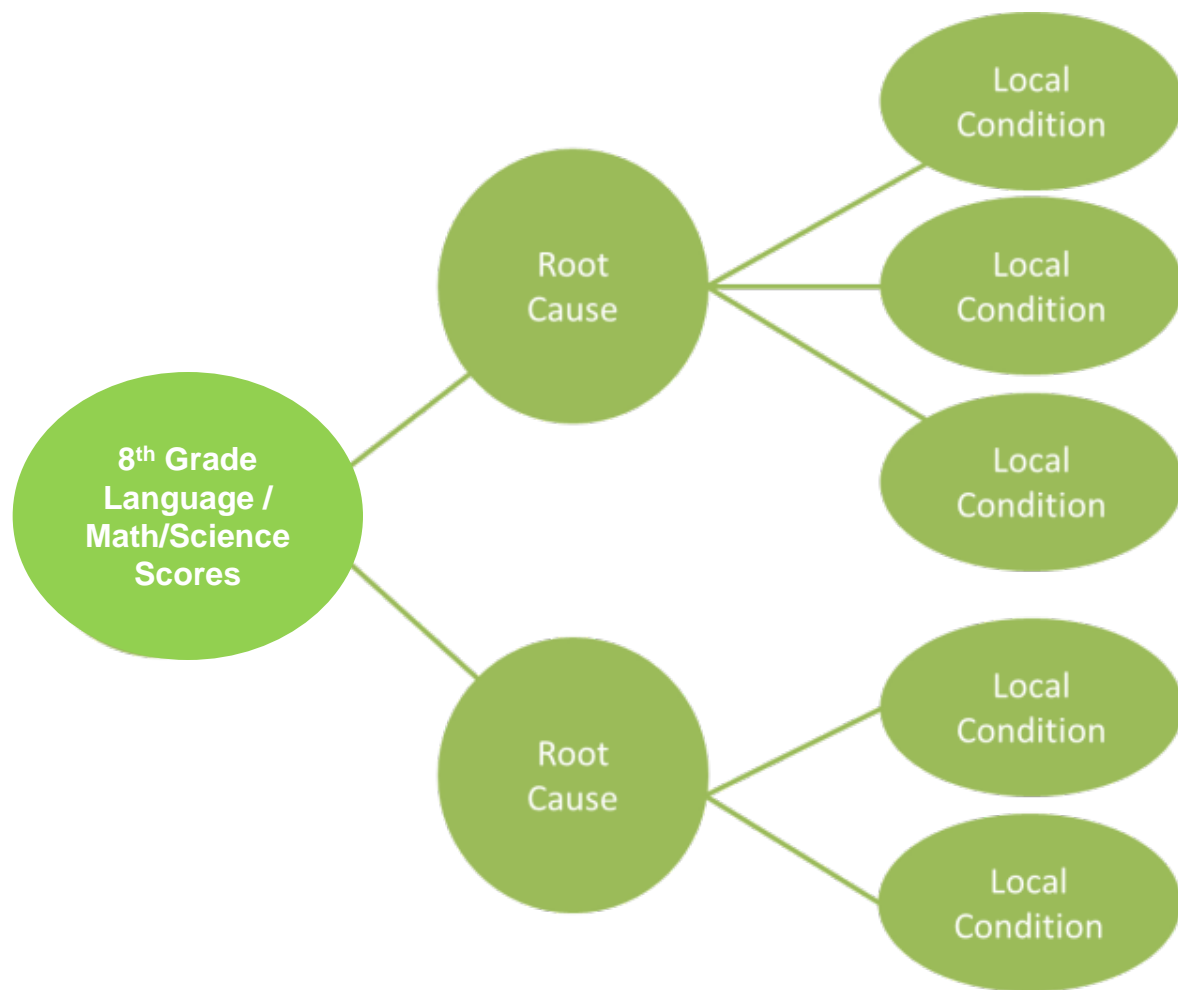 8th Grade
Language /
Math/Science
Scores
Root
Cause
Local
Condition
Local
Condition
Local
Condition
Root
Cause
Local
Condition
Local
Condition